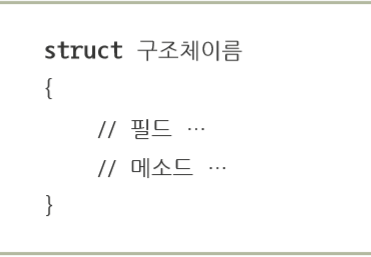 struct 구조체이름
{
// 필드 …
// 메소드 …
}